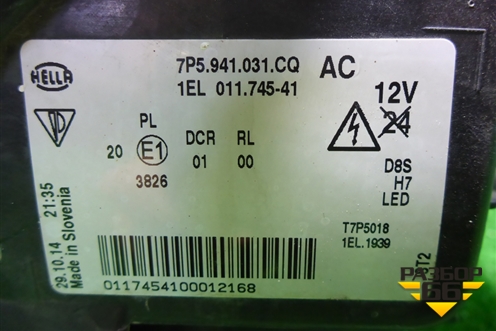 HELLA
7P5.941.031.CQ AC
1EL 011.745-41
12V
24
PL
20 E1
3826
DCR RL
01 00
D8S
H7
LED
T7P5018
1EL.1939
T2
29.10.14 21:35
Made in Slovenia
0117454100012168
РАЗБОР
66